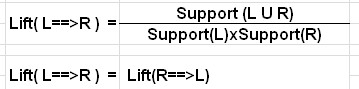 Lift( L==>R ) = Support (L U R)
Support(L)xSupport(R)
Lift( L==>R ) = Lift(R==>L)